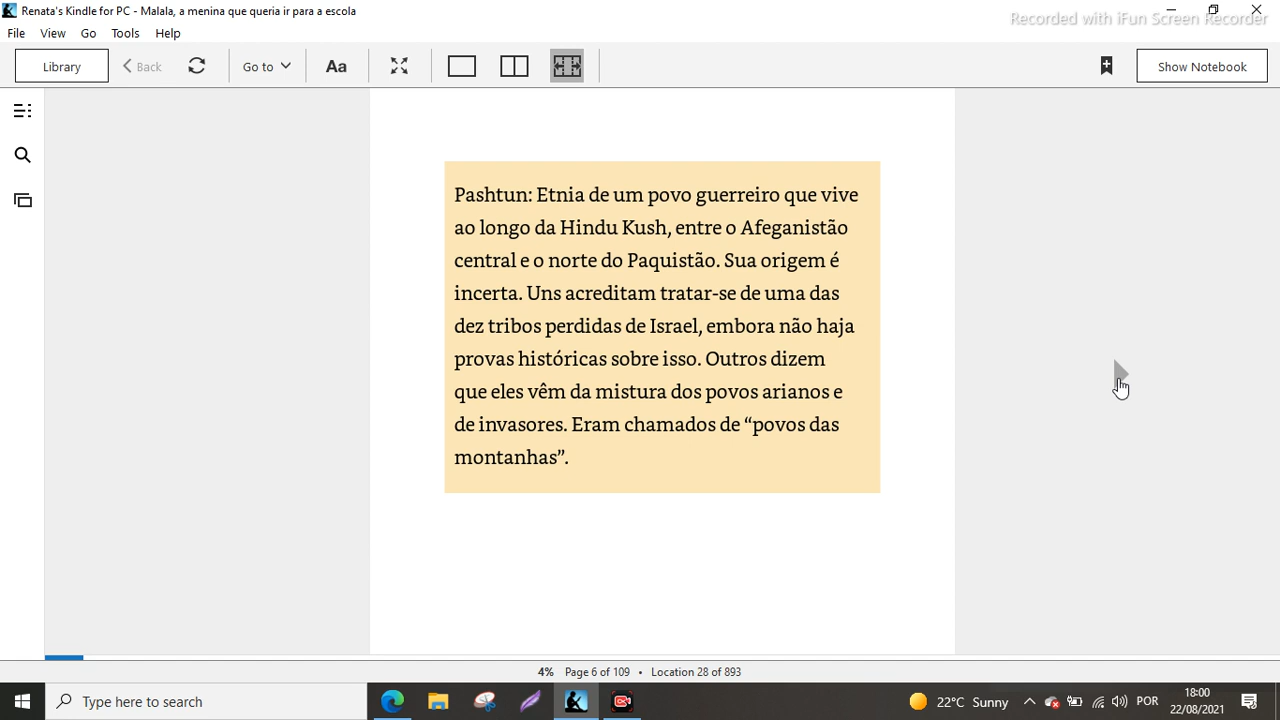 Renata's Kindle for PC - Malala, a menina que queria ir para a escola
Recorded with iFun Screen Recorder
File View Go Tools Help
Library Back Go to Aa Show Notebook
Pashtun: Etnia de um povo guerreiro que vive
ao longo da Hindu Kush, entre o Afeganistão
central e o norte do Paquistão. Sua origem é
incerta. Uns acreditam tratar-se de uma das
dez tribos perdidas de Israel, embora não haja
provas históricas sobre isso. Outros dizem
que eles vêm da mistura dos povos arianos e
de invasores. Eram chamados de “povos das
montanhas”.
4% Page 6 of 109 • Location 28 of 893
Type here to search
22°C Sunny
POR
18:00
22/08/2021